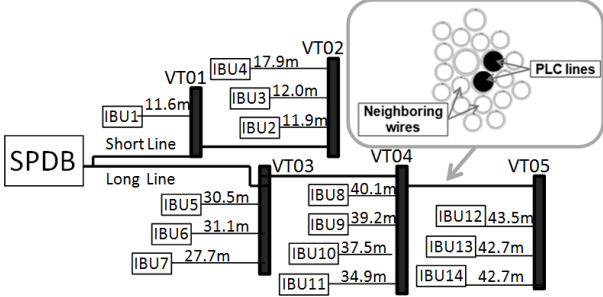 VT02
IBU4 17.9m
VT01
IBU3 12.0m
11.6m
IBU1
IBU2 11.9m
Short Line
SPDB
Long Line
VT03
VT04
VT05
IBU5 30.5m
IBU6 31.1m
IBU7 27.7m
IBU8 40.1m
IBU9 39.2m
IBU10 37.5m
IBU11 34.9m
IBU12 43.5m
IBU13 42.7m
IBU14 42.7m
PLC lines
Neighboring
wires